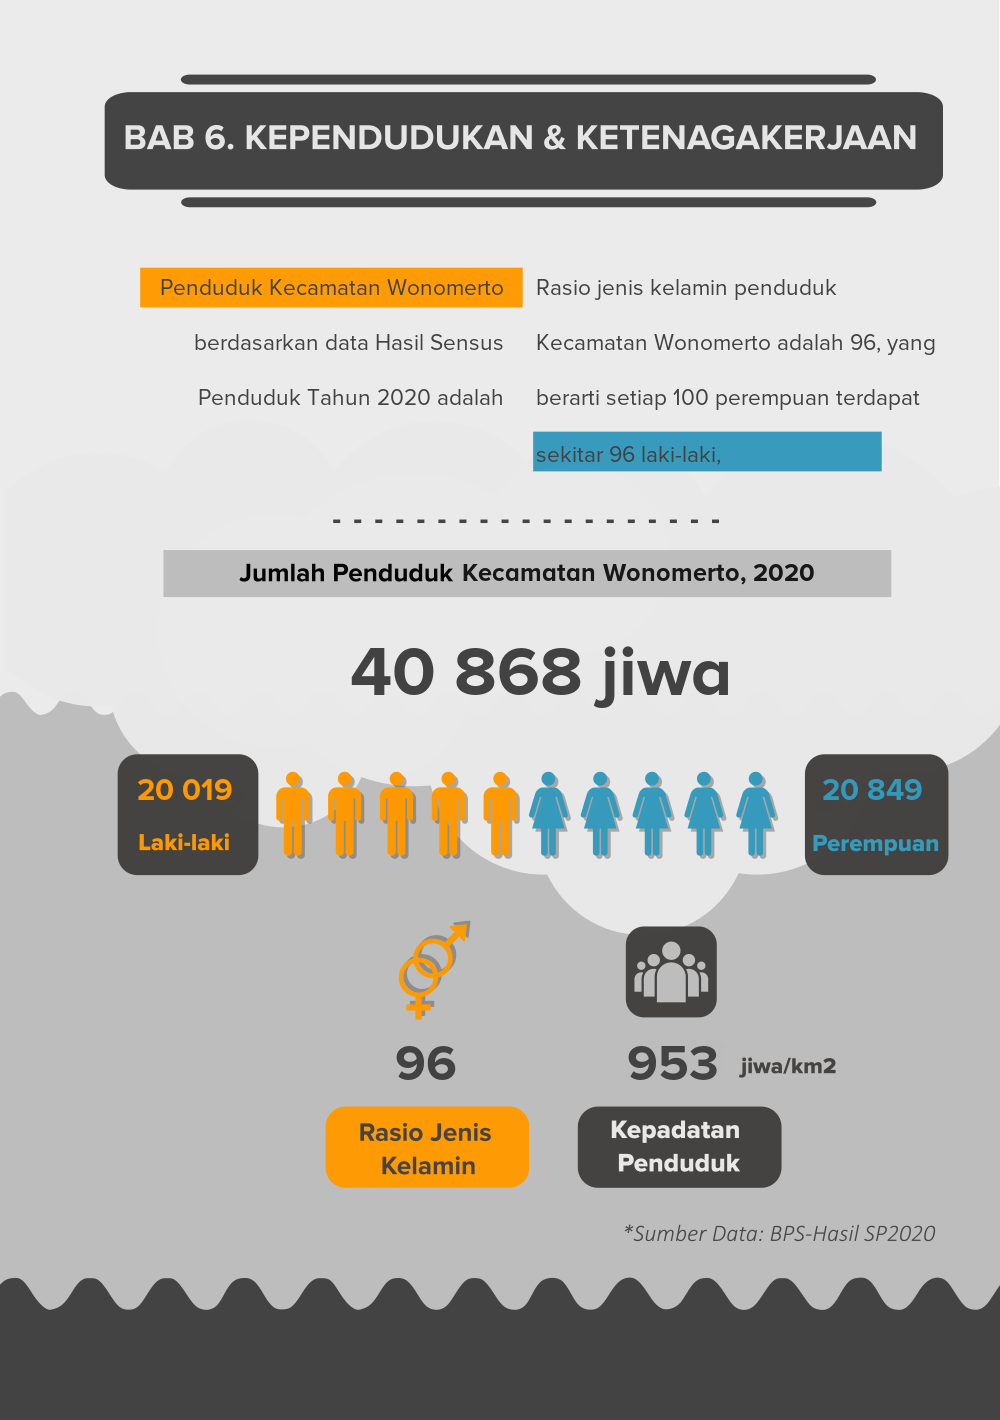 BAB 6. KEPENDUDUKAN & KETENAGAKERJAAN
Penduduk Kecamatan Wonomerto
berdasarkan data Hasil Sensus
Penduduk Tahun 2020 adalah
Rasio jenis kelamin penduduk
Kecamatan Wonomerto adalah 96, yang
berarti setiap 100 perempuan terdapat
sekitar 96 laki-laki,
Jumlah Penduduk Kecamatan Wonomerto, 2020
40 868 jiwa
20 019
Laki-laki
20 849
Perempuan
96
Rasio Jenis
Kelamin
953 jiwa/km2
Kepadatan
Penduduk
*Sumber Data: BPS-Hasil SP2020